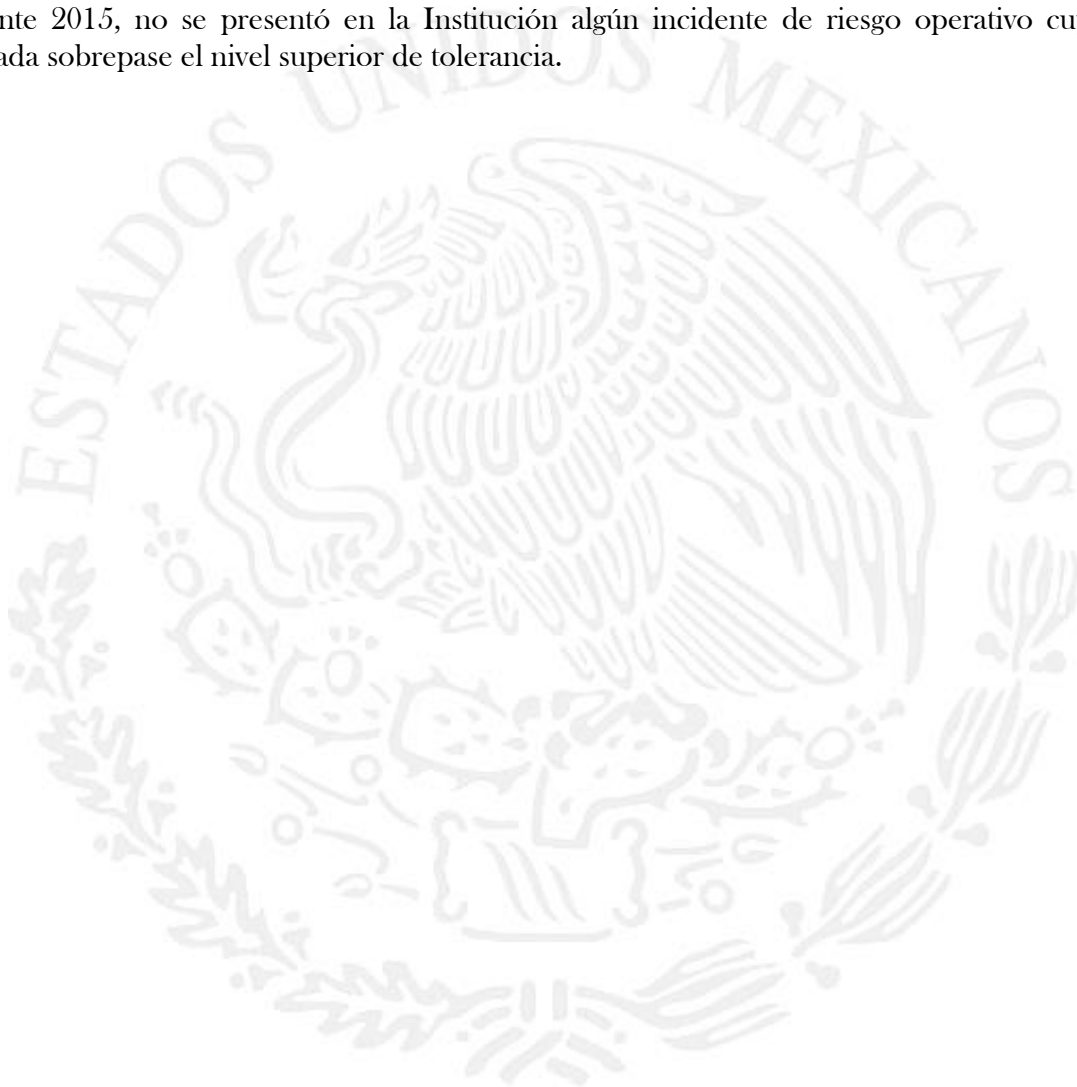 nte 2015, no se presentó en la Institución algún incidente de riesgo operativo cu
ada sobrepase el nivel superior de tolerancia.
ESTADOS UNIDOS MEXICANOS